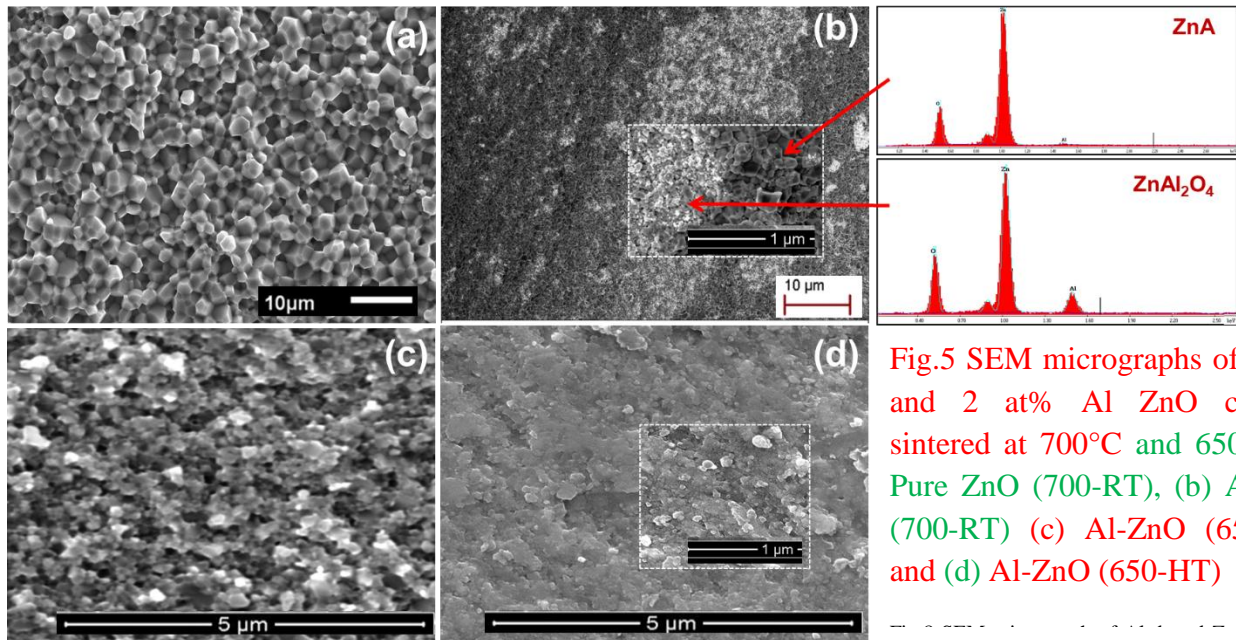 (a)
10µm
(b)
1 µm
10 µm
ZnA
Zn
O
Al
ZnAl₂O₄
Zn
O
Al
(c)
5 µm
(d)
1 µm
5 µm
Fig.5 SEM micrographs of
and 2 at% Al ZnO c
sintered at 700°C and 650
Pure ZnO (700-RT), (b) A
(700-RT) (c) Al-ZnO (65
and (d) Al-ZnO (650-HT)